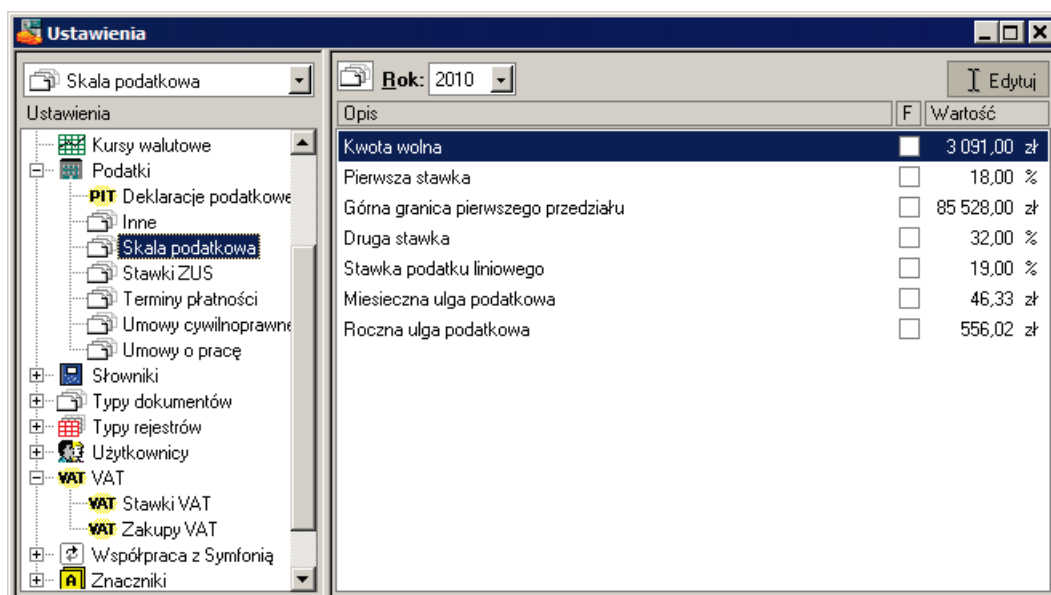 Ustawienia
Skala podatkowa
Ustawienia
Kursy walutowe
Podatki
PIT Deklaracje podatkowe
Inne
Skala podatkowa
Stawki ZUS
Terminy płatności
Umowy cywilnoprawne
Umowy o pracę
Słowniki
Typy dokumentów
Typy rejestrów
Użytkownicy
VAT VAT
VAT Stawki VAT
VAT Zakupy VAT
Współpraca z Symfonią
A Znaczniki
Rok: 2010
Edytuj
Opis F Wartość
Kwota wolna 3 091,00 zł
Pierwsza stawka 18,00 %
Górna granica pierwszego przedziału 85 528,00 zł
Druga stawka 32,00 %
Stawka podatku liniowego 19,00 %
Miesieczna ulga podatkowa 46,33 zł
Roczna ulga podatkowa 556,02 zł